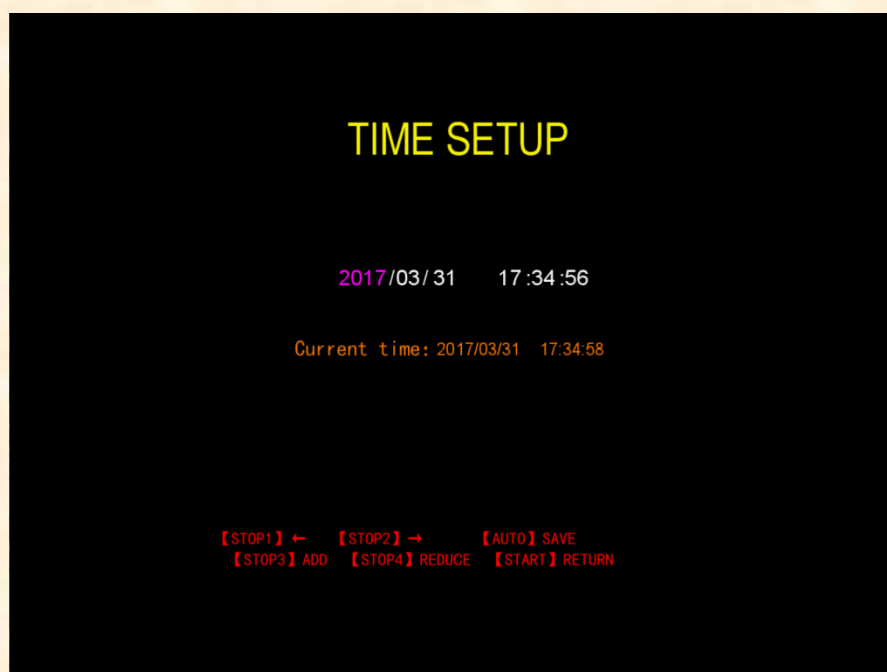 TIME SETUP
2017/03/31 17:34:56
Current time: 2017/03/31 17:34:58
【STOP1】← 【STOP2】→ 【AUTO】SAVE
【STOP3】ADD 【STOP4】REDUCE 【START】RETURN